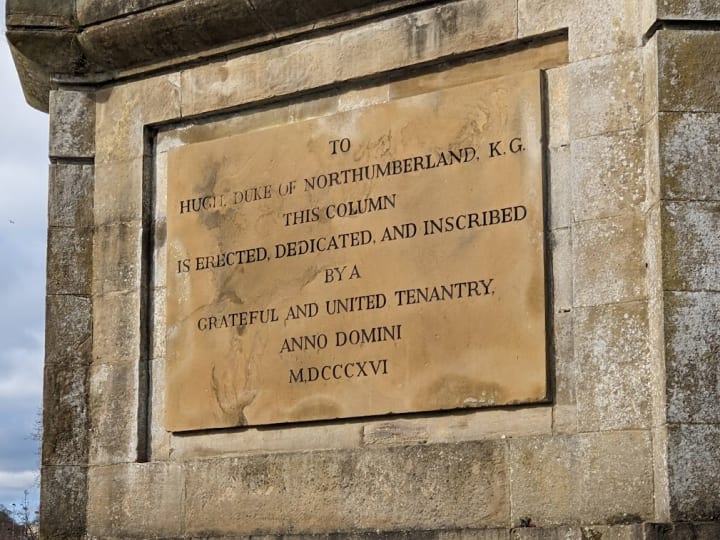 TO
HUGH, DUKE OF NORTHUMBERLAND, K.G.
THIS COLUMN
IS ERECTED, DEDICATED, AND INSCRIBED
BY A
GRATEFUL AND UNITED TENANTRY,
ANNO DOMINI
M,DCCCXVI